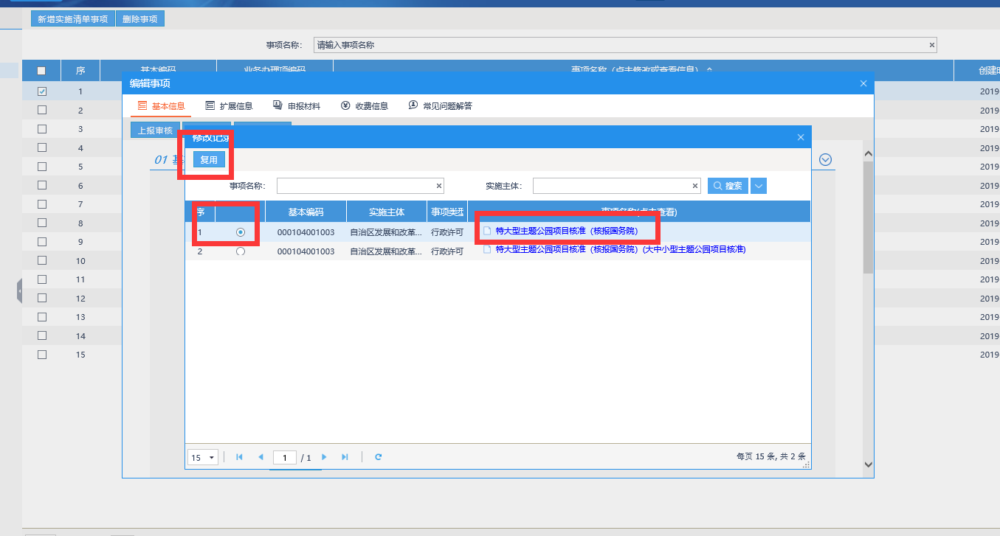 新增实施清单事项 删除事项
事项名称: 请输入事项名称 ×
序 基本编码 业务办理项编码 事项名称（点击修改或查看信息）
编辑事项 ×
基本信息 扩展信息 申报材料 收费信息 常见问题解答
上报审核
修改记录 ×
01 基
复用
事项名称: × 实施主体: × 搜索
序 基本编码 实施主体 事项类型 事项名称(点击查看)
1 000104001003 自治区发展和改革... 行政许可 特大型主题公园项目核准（核报国务院）
2 000104001003 自治区发展和改革... 行政许可 特大型主题公园项目核准（核报国务院）(大中小型主题公园项目核准)
15 1 / 1 每页 15 条, 共 2 条
1 2019
2 2019
3 2019
4 2019
5 2019
6 2019
7 2019
8 2019
9 2019
10 2019
11 2019
12 2019
13 2019
14 2019
15 2019